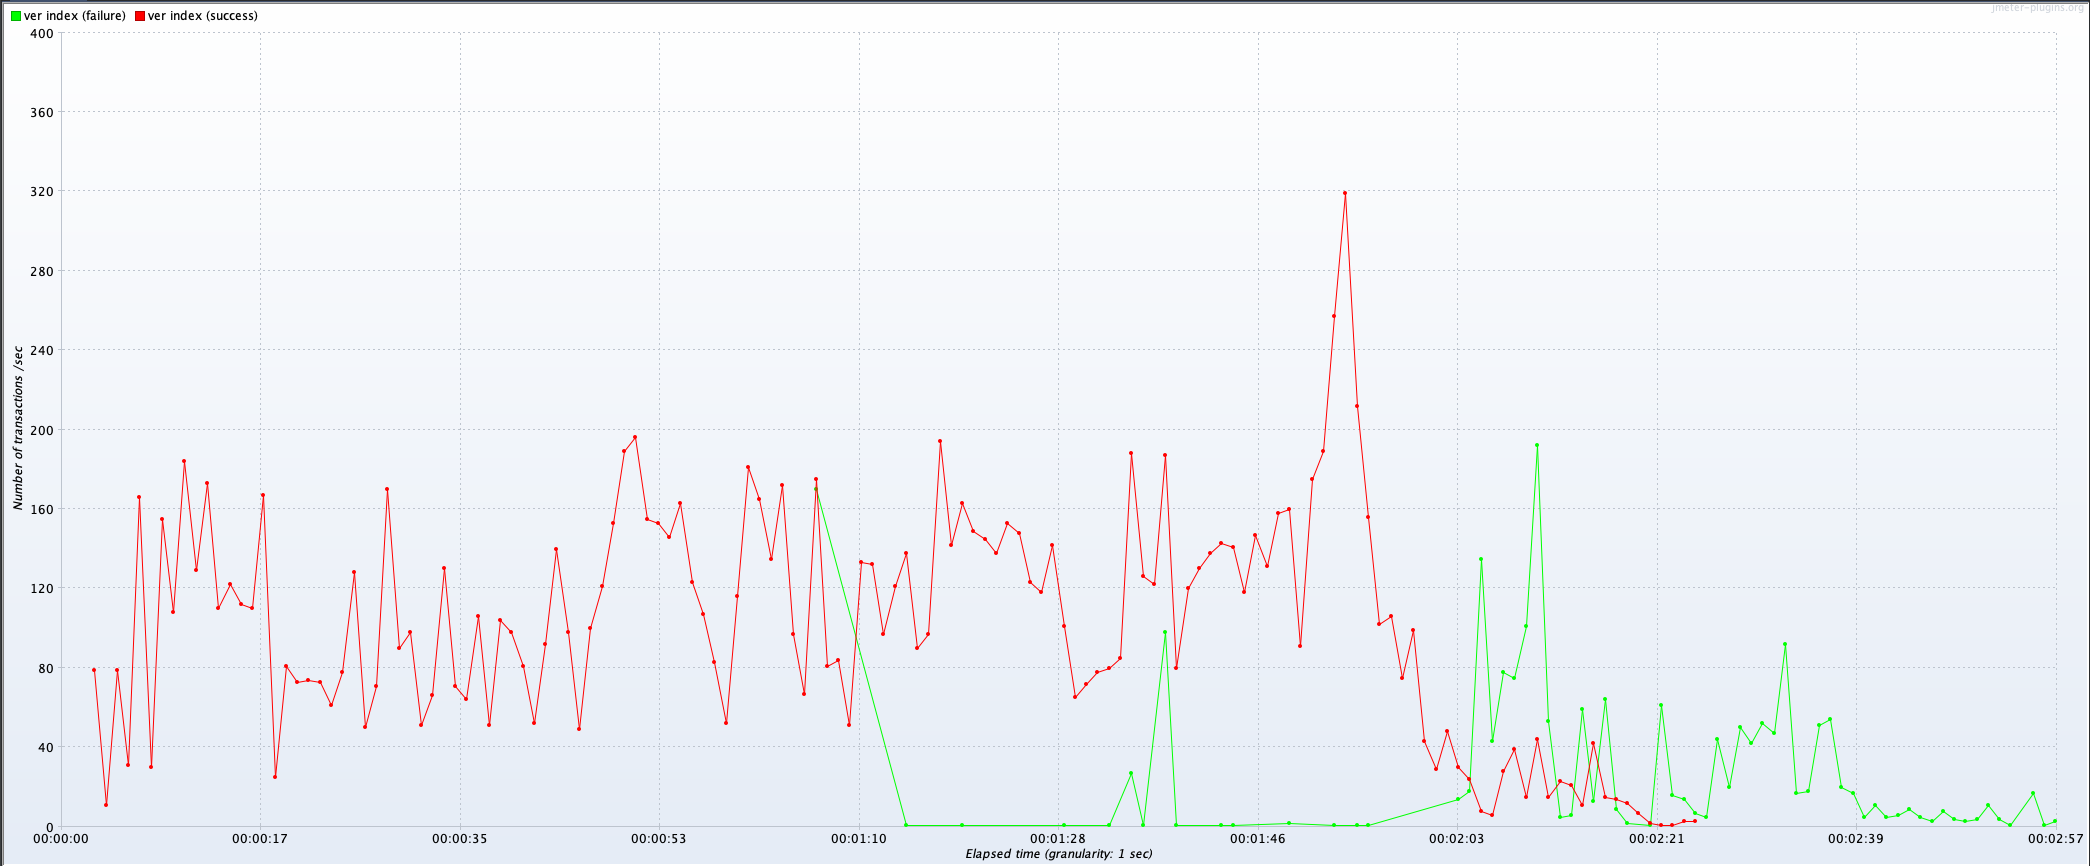 ver index (failure) ver index (success)
jmeter-plugins.org
400
360
320
280
240
200
160
120
80
40
0
Number of transactions /sec
00:00:00 00:00:17 00:00:35 00:00:53 00:01:10 00:01:28 00:01:46 00:02:03 00:02:21 00:02:39 00:02:57
Elapsed time (granularity: 1 sec)